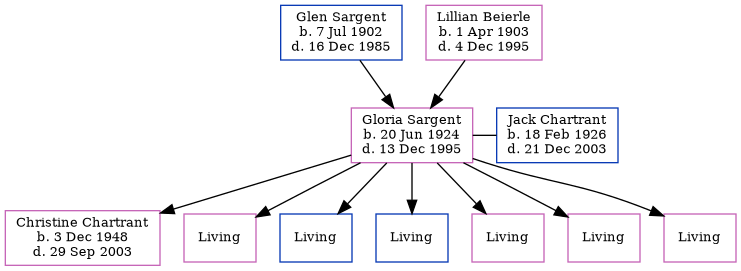 Glen Sargent
b. 7 Jul 1902
d. 16 Dec 1985
Lillian Beierle
b. 1 Apr 1903
d. 4 Dec 1995
Gloria Sargent
b. 20 Jun 1924
d. 13 Dec 1995
Jack Chartrant
b. 18 Feb 1926
d. 21 Dec 2003
Christine Chartrant
b. 3 Dec 1948
d. 29 Sep 2003
Living
Living
Living
Living
Living
Living